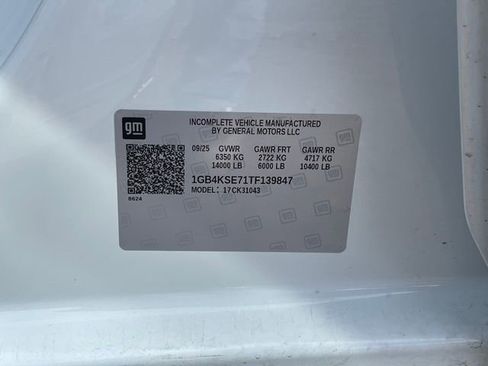 gm
INCOMPLETE VEHICLE MANUFACTURED
BY GENERAL MOTORS LLC
09/25 GVWR GAWR FRT GAWR RR
6350 KG 2722 KG 4717 KG
14000 LB 6000 LB 10400 LB
1GB4KSE71TF139847
MODEL: 17CK31043
8624